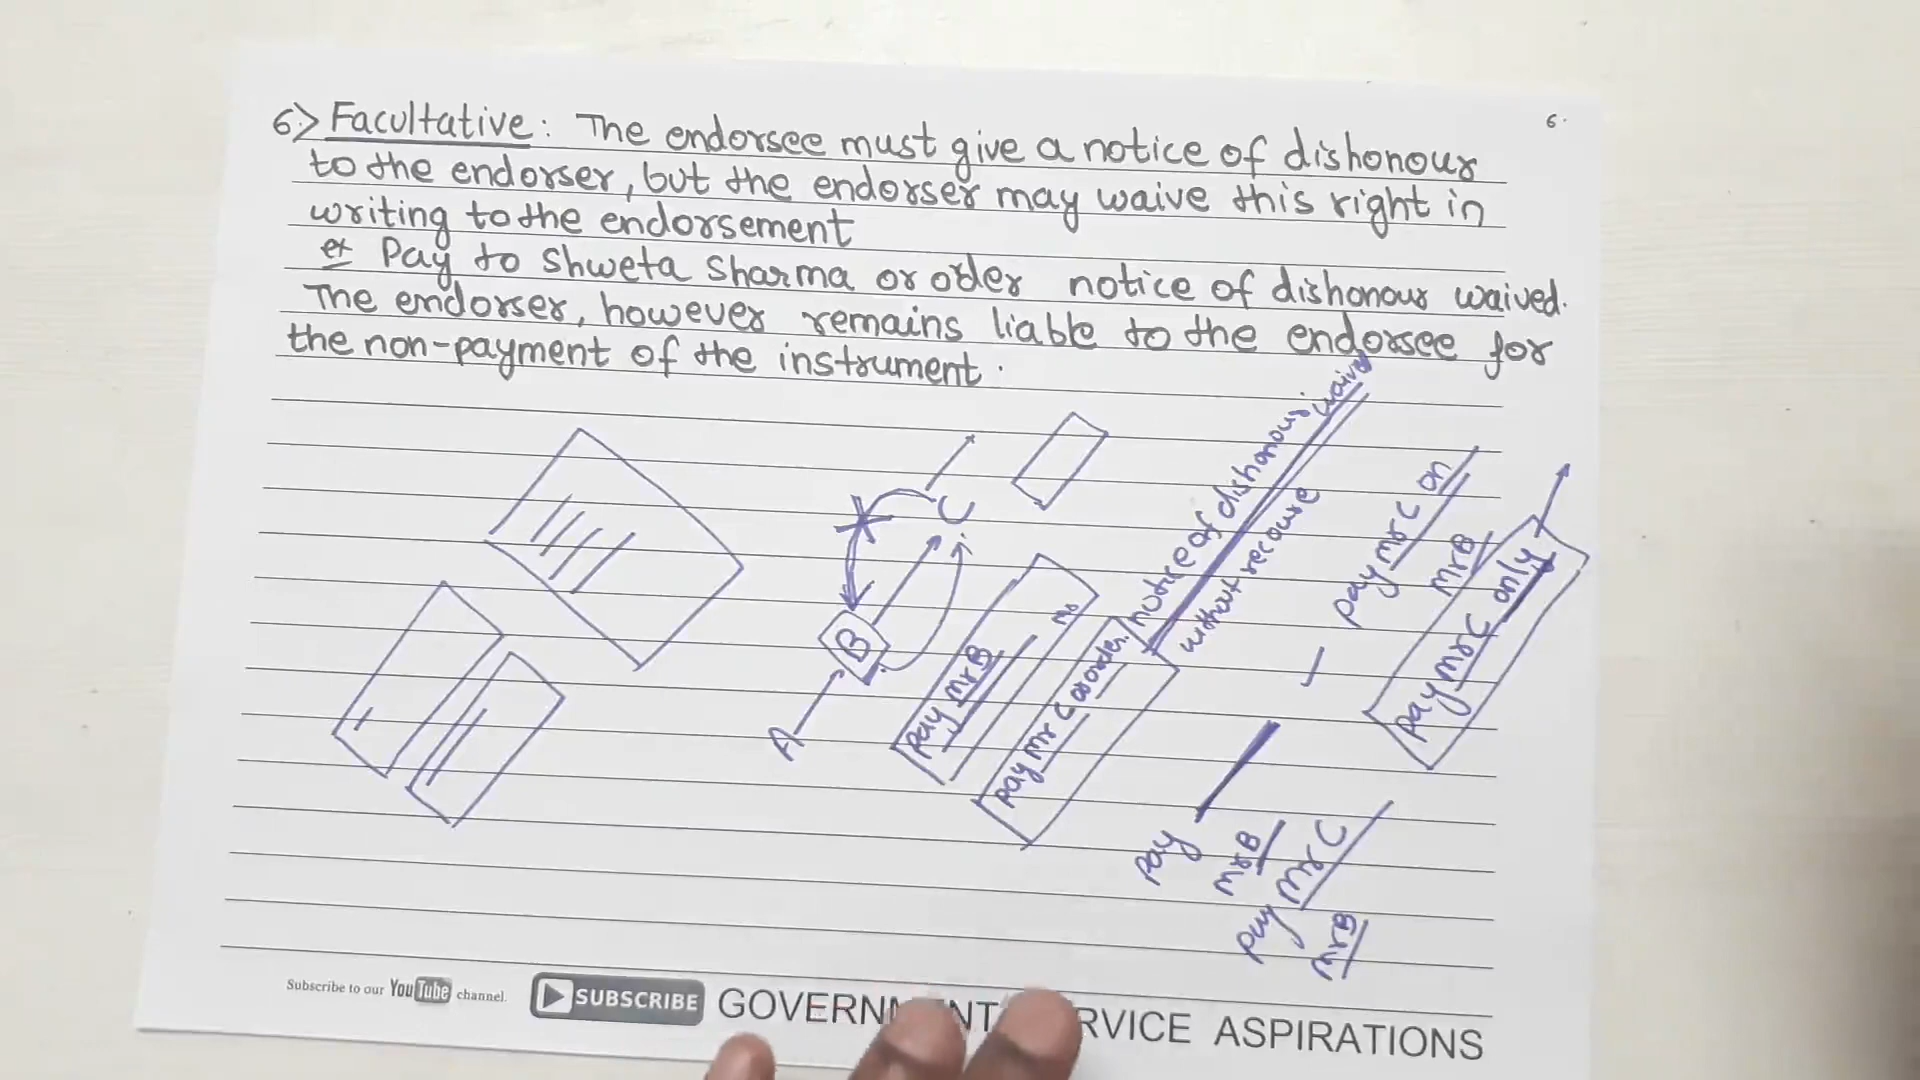 6.
6> Facultative: The endorsee must give a notice of dishonour
to the endorser, but the endorser may waive this right in
writing to the endorsement
ex Pay to Shweta Sharma or order notice of dishonour waived.
The endorser, however remains liable to the endorsee for
the non-payment of the instrument.
C
B
A
Pay Mr B
Pay Mr C or order. notice of dishonour waived
without recourse
Pay Mr C on
Mr B
Pay Mr C only
Pay
Mr B
Pay Mr C
Mr B
Subscribe to our YouTube channel. SUBSCRIBE GOVERN NT RVICE ASPIRATIONS